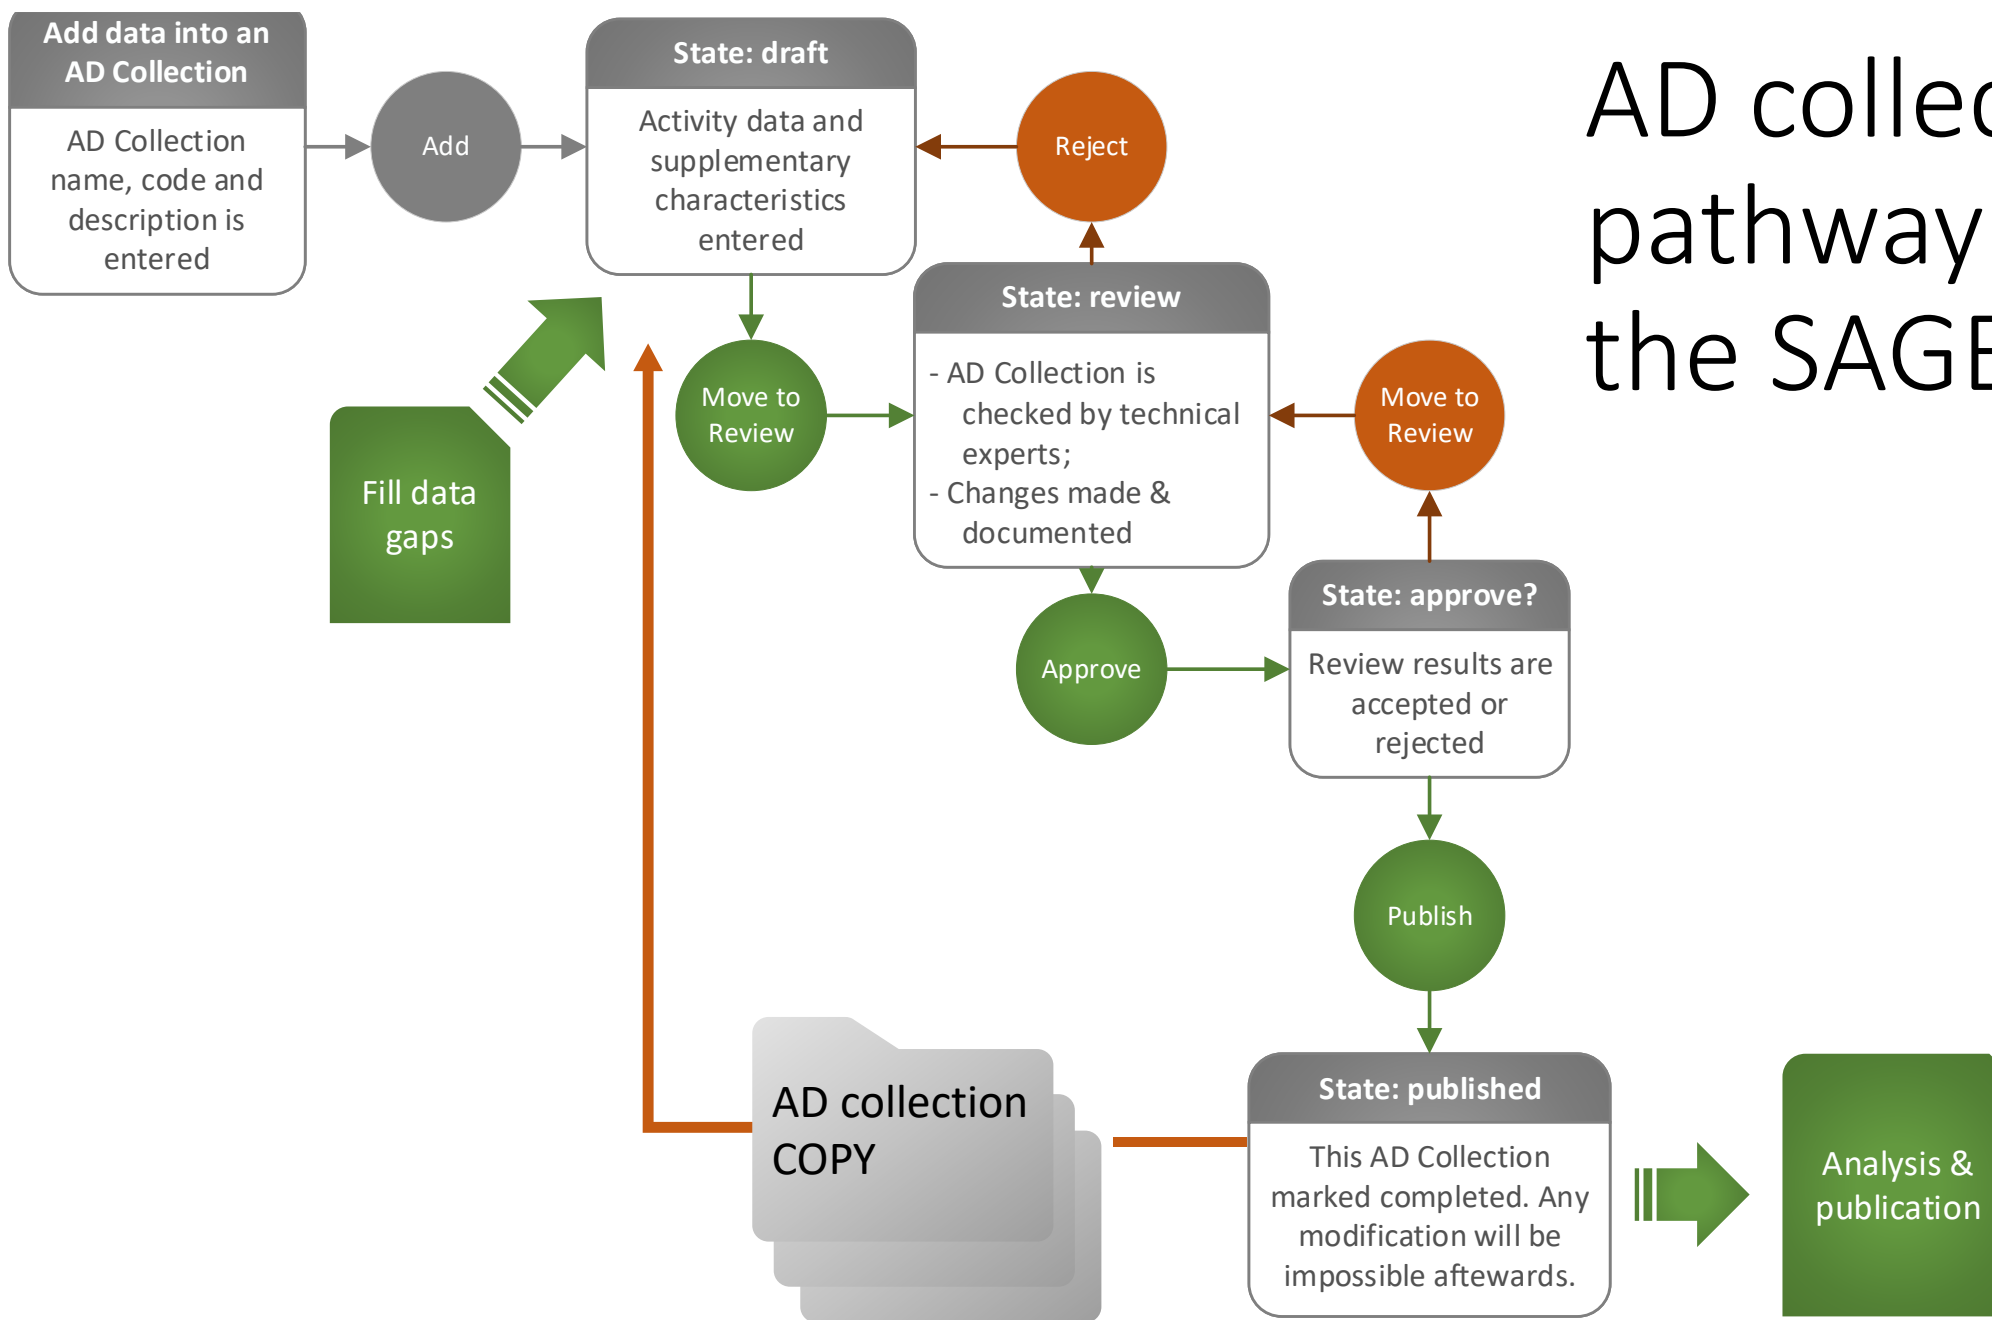 Add data into an
AD Collection
AD Collection
name, code and
description is
entered
Add
State: draft
Activity data and
supplementary
characteristics
entered
Reject
AD collec
pathway
the SAGE
State: review
- AD Collection is
checked by technical
experts;
- Changes made &
documented
Move to
Review
Move to
Review
Fill data
gaps
State: approve?
Review results are
accepted or
rejected
Approve
Publish
AD collection
COPY
State: published
This AD Collection
marked completed. Any
modification will be
impossible aftewards.
Analysis &
publication